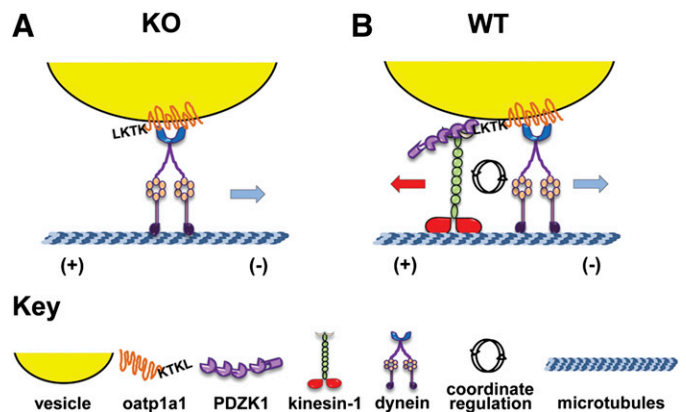 A KO
B WT
LKTK
LKTK
(+) (-)
(+) (-)
Key
KTKL
vesicle oatp1a1 PDZK1 kinesin-1 dynein coordinate regulation microtubules